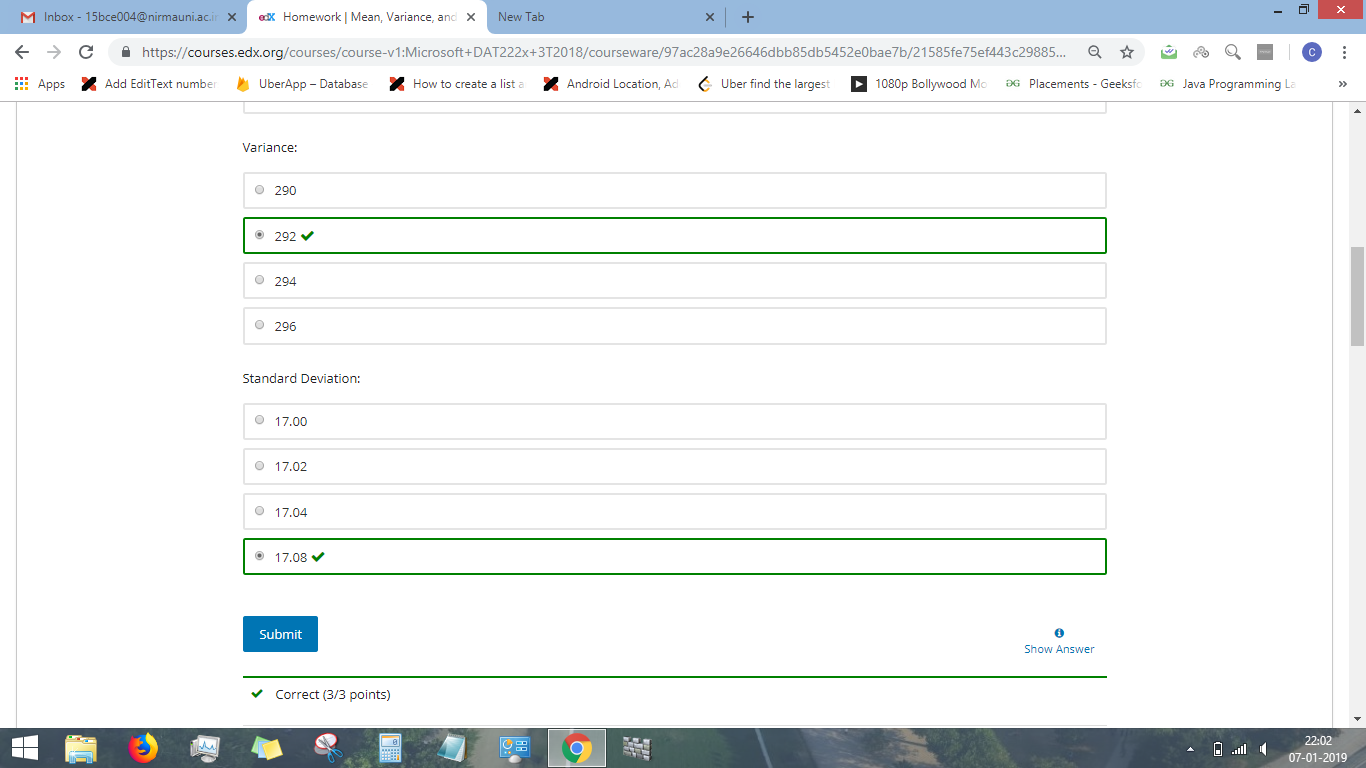 Inbox - 15bce004@nirmauni.ac.i
edX Homework | Mean, Variance, and
New Tab
https://courses.edx.org/courses/course-v1:Microsoft+DAT222x+3T2018/courseware/97ac28a9e26646dbb85db5452e0bae7b/21585fe75ef443c29885...
C
Apps
Add EditText number
UberApp – Database
How to create a list a
Android Location, Ad
Uber find the largest
1080p Bollywood Mo
Placements - Geeksfo
Java Programming La
»
Variance:
290
292
294
296
Standard Deviation:
17.00
17.02
17.04
17.08
Submit
Show Answer
Correct (3/3 points)
22:02
07-01-2019